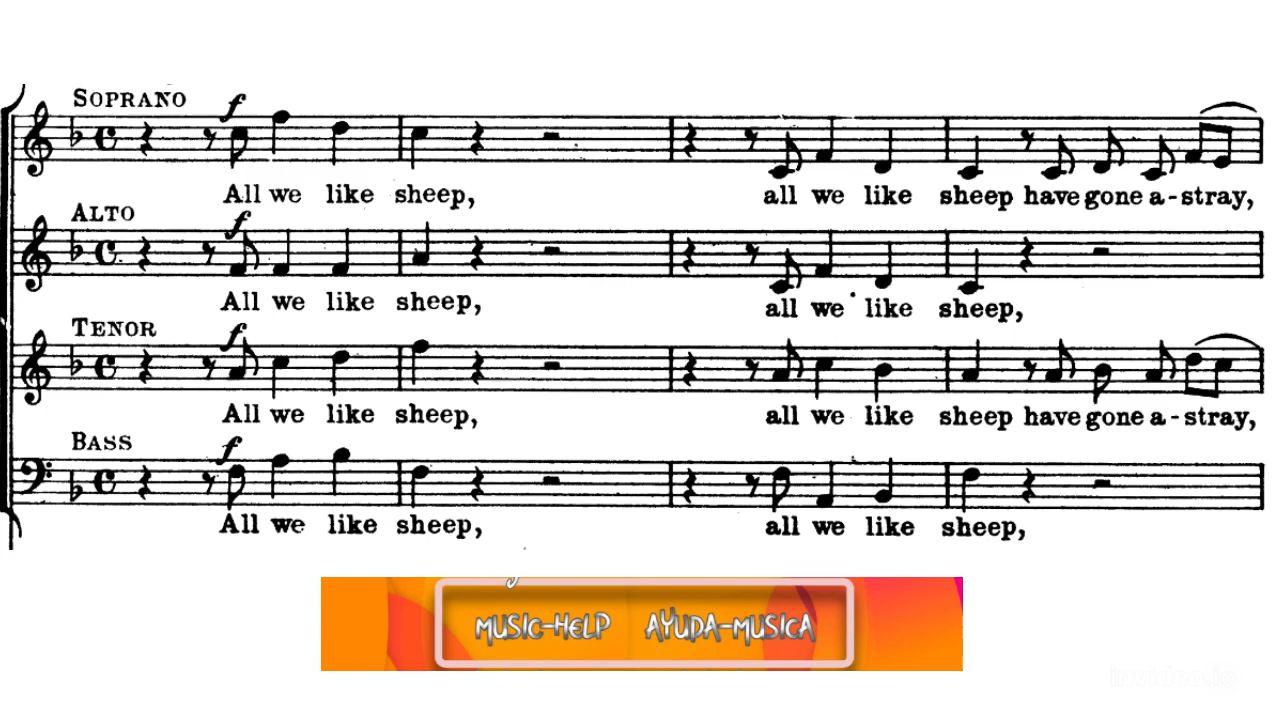 SOPRANO
f
All we like sheep, all we like sheep have gone a-stray,
ALTO
f
All we like sheep, all we like sheep,
TENOR
f
All we like sheep, all we like sheep have gone a-stray,
BASS
f
All we like sheep, all we like sheep,
MUSIC-HELP AYUDA-MUSICA